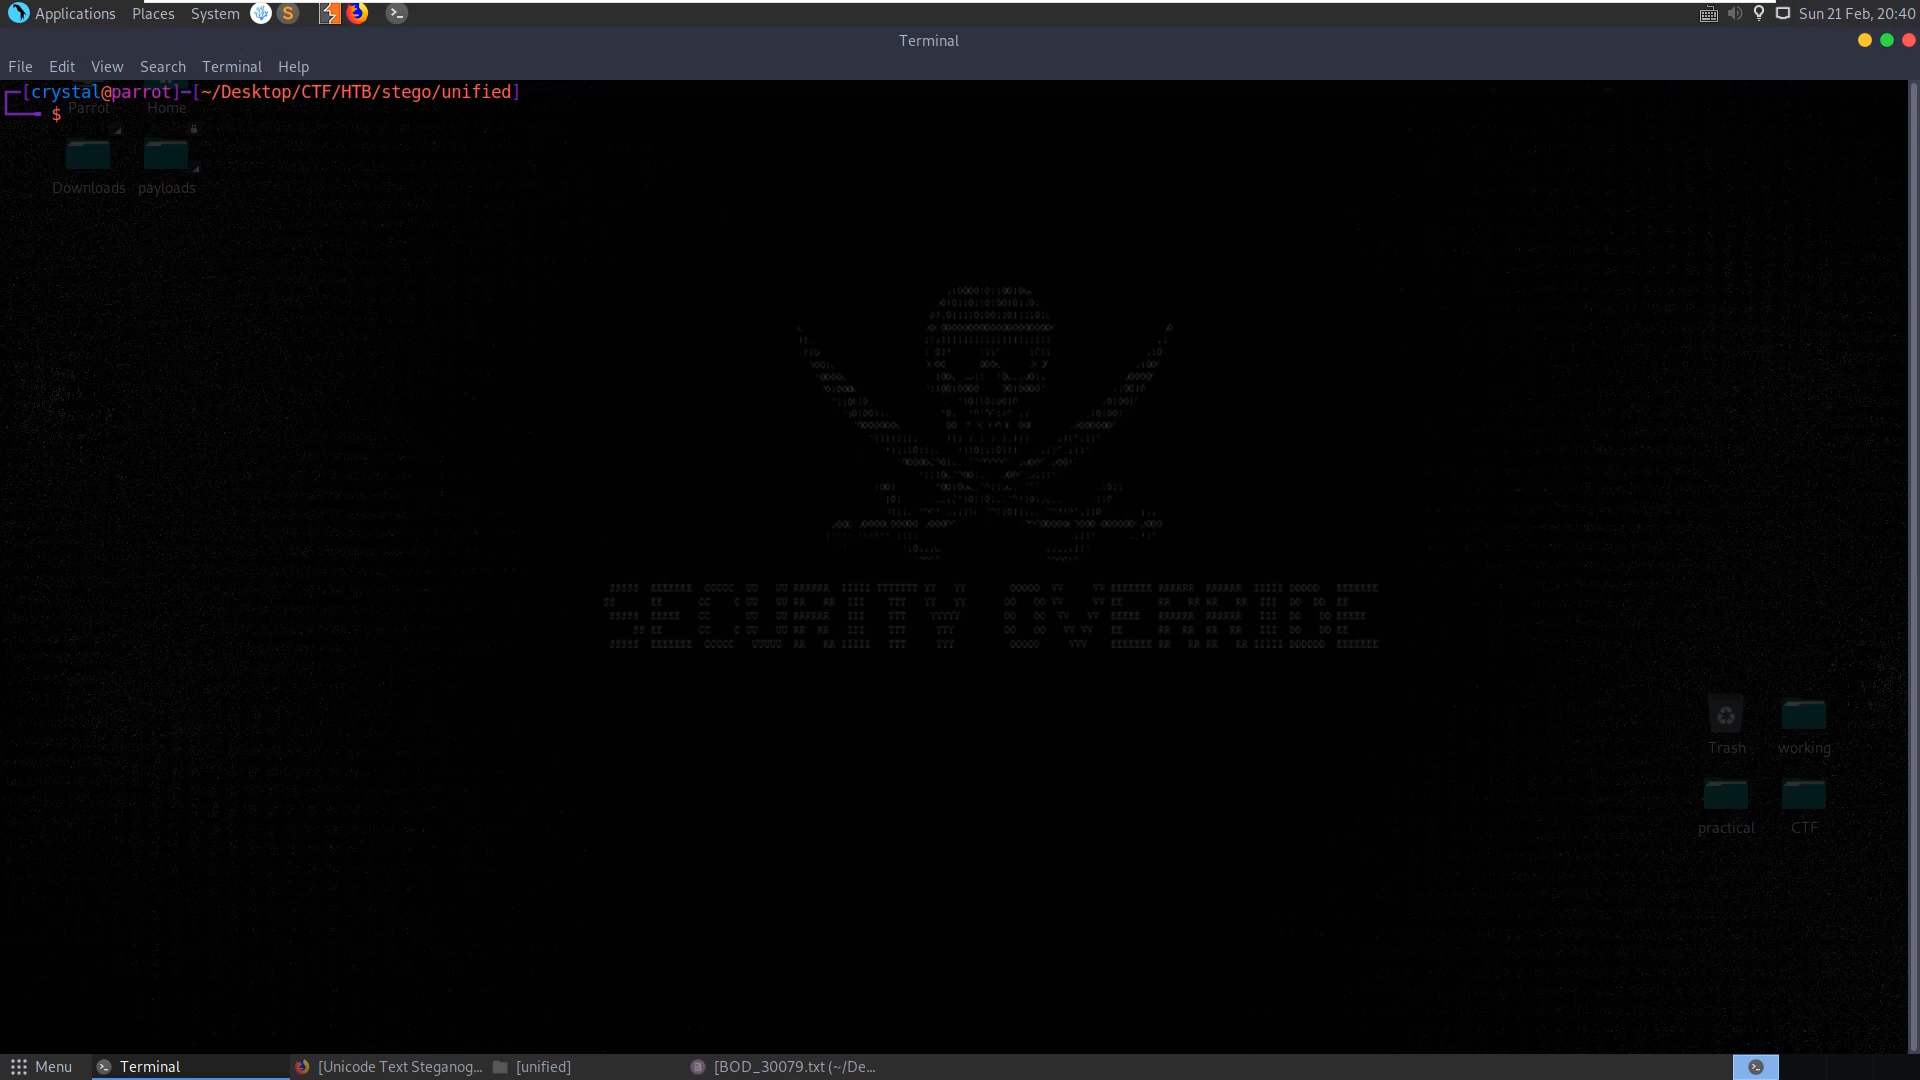 Applications Places System Sun 21 Feb, 20:40
Terminal
File Edit View Search Terminal Help
┌─[crystal@parrot]─[~/Desktop/CTF/HTB/stego/unified]
└──╼ $
Parrot Home
Downloads payloads
SECURITY OVERRIDE
Trash working
practical CTF
Menu Terminal [Unicode Text Steganog... [unified] [BOD_30079.txt (~/De...